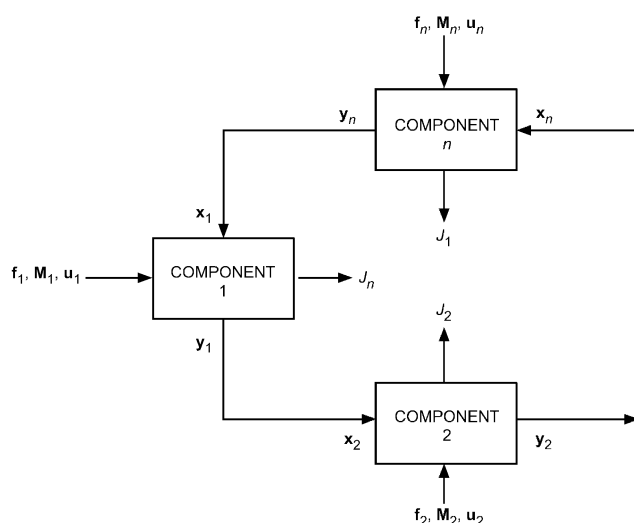 f_n, M_n, u_n
y_n
COMPONENT
n
x_n
J_1
x_1
f_1, M_1, u_1
COMPONENT
1
J_n
y_1
J_2
COMPONENT
2
x_2
y_2
f_2, M_2, u_2